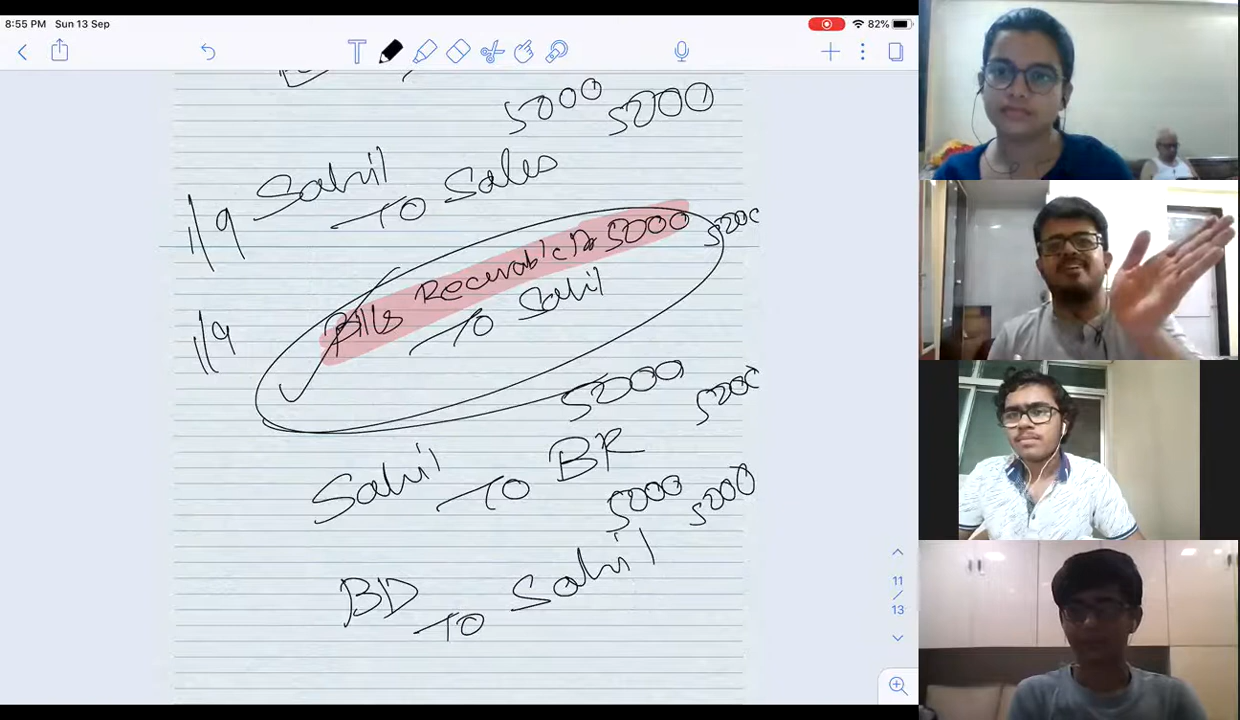 8:55 PM Sun 13 Sep
82%
T
5000 5000
1/9 Sahil
To Sales
1/9 Bills Receivable Dr 5000 5000
To Sahil
5000 5000
Sahil
To BR
5000 5000
BD
To Sahil
11
/
13